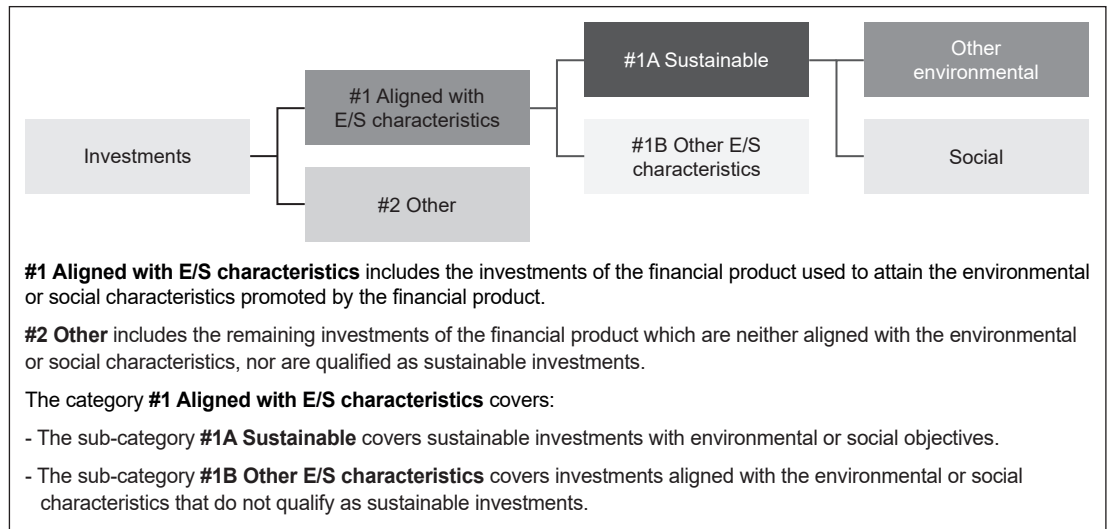 Investments
#1 Aligned with
E/S characteristics
#2 Other
#1A Sustainable
#1B Other E/S
characteristics
Other
environmental
Social
#1 Aligned with E/S characteristics includes the investments of the financial product used to attain the environmental
or social characteristics promoted by the financial product.
#2 Other includes the remaining investments of the financial product which are neither aligned with the environmental
or social characteristics, nor are qualified as sustainable investments.
The category #1 Aligned with E/S characteristics covers:
- The sub-category #1A Sustainable covers sustainable investments with environmental or social objectives.
- The sub-category #1B Other E/S characteristics covers investments aligned with the environmental or social
characteristics that do not qualify as sustainable investments.